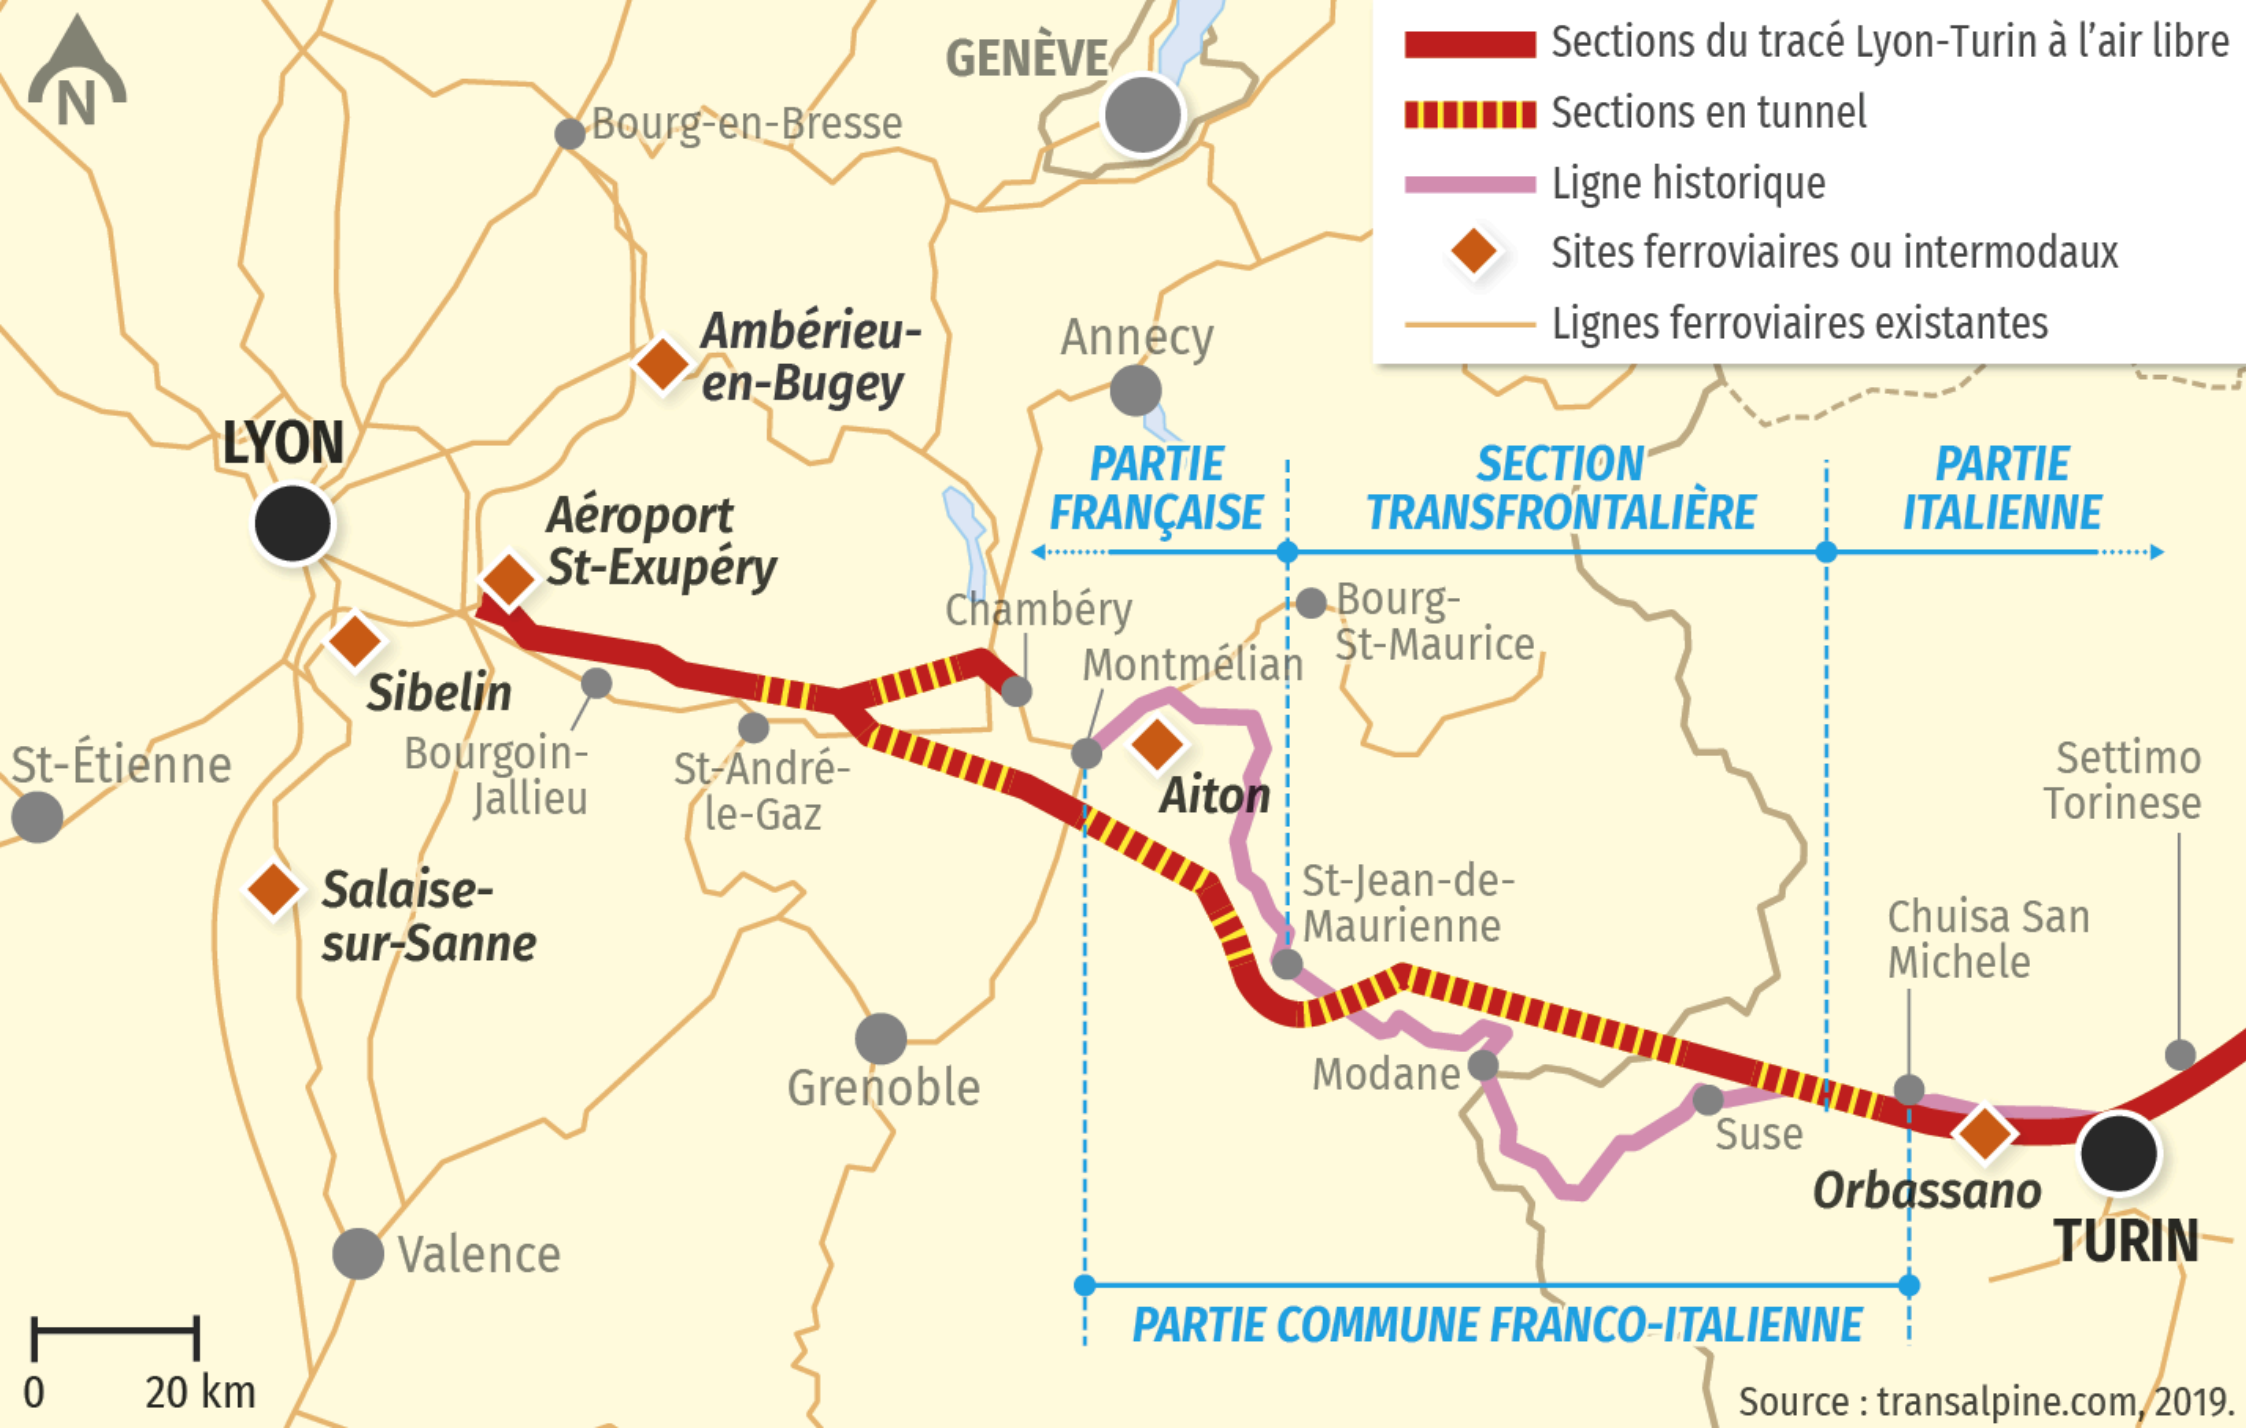 N
GENÈVE
Bourg-en-Bresse
Sections du tracé Lyon-Turin à l’air libre
Sections en tunnel
Ligne historique
Sites ferroviaires ou intermodaux
Lignes ferroviaires existantes
Ambérieu-
en-Bugey
Annecy
LYON
PARTIE
FRANÇAISE
SECTION
TRANSFRONTALIÈRE
PARTIE
ITALIENNE
Aéroport
St-Exupéry
Chambéry
Bourg-
St-Maurice
Montmélian
Sibelin
Bourgoin-
Jallieu
St-Étienne
St-André-
le-Gaz
Aiton
Settimo
Torinese
Salaise-
sur-Sanne
St-Jean-de-
Maurienne
Chuisa San
Michele
Grenoble
Modane
Suse
Orbassano
TURIN
Valence
PARTIE COMMUNE FRANCO-ITALIENNE
0 20 km
Source : transalpine.com, 2019.